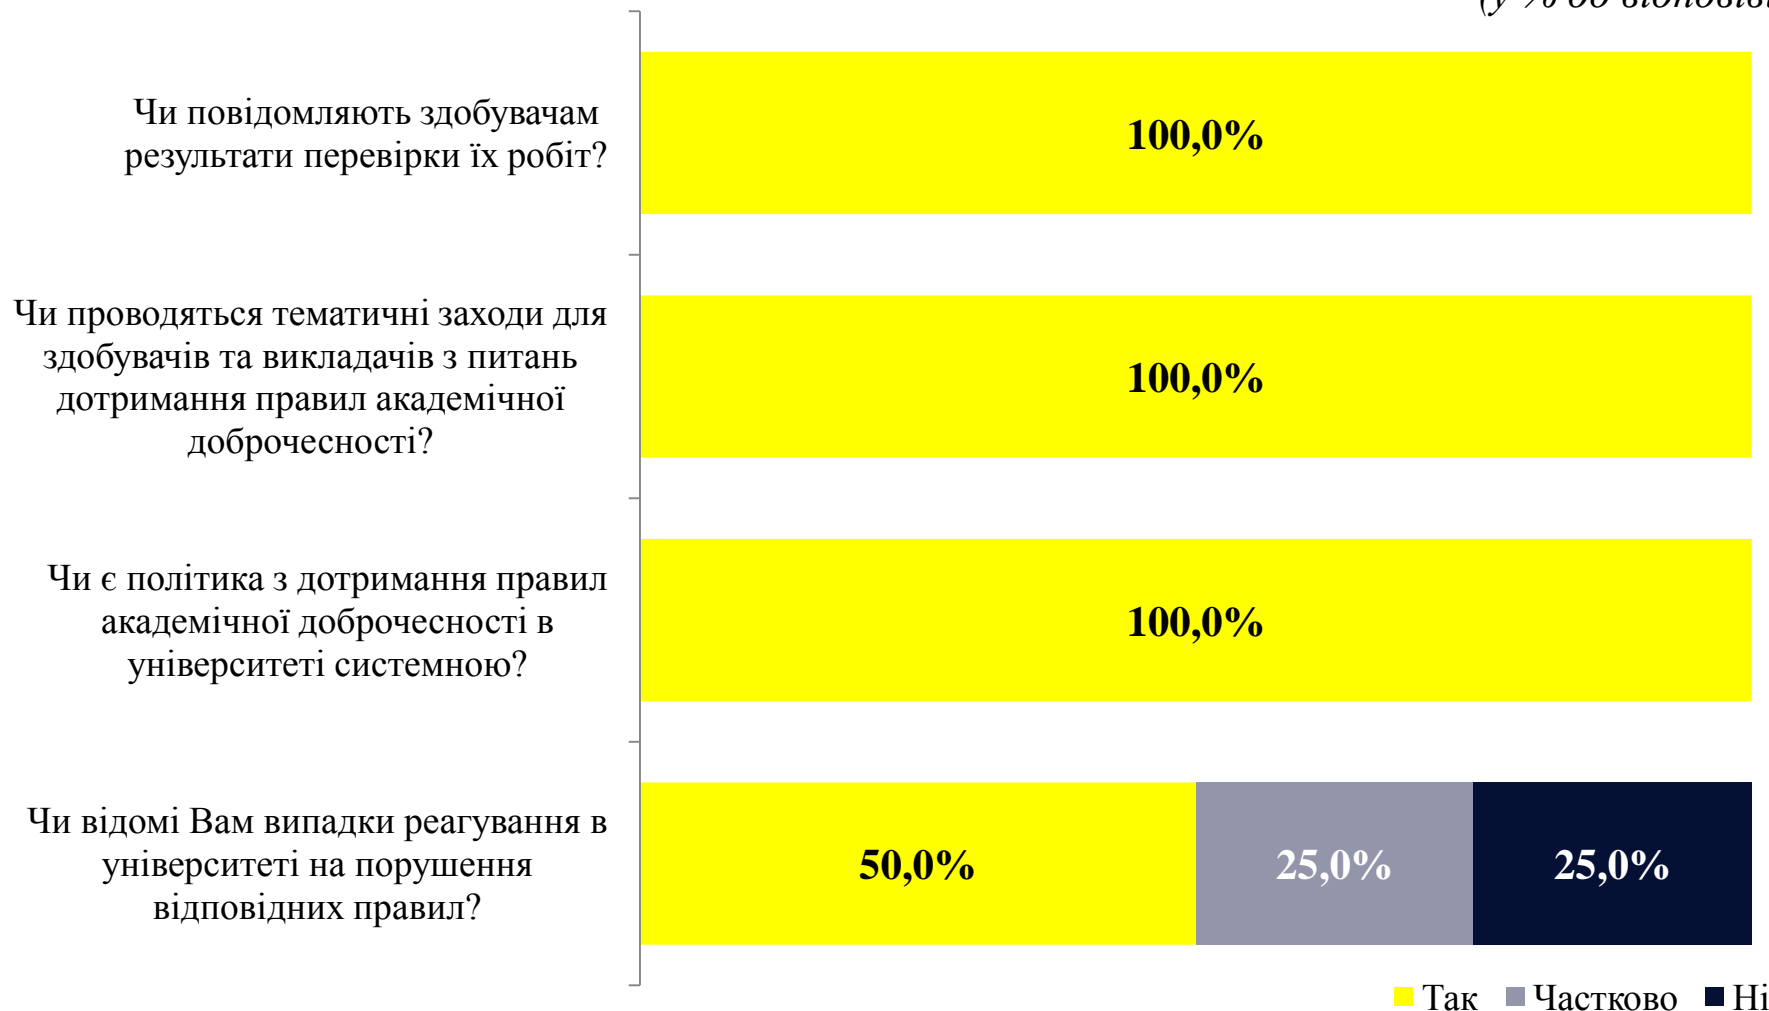 (у % до
Чи повідомляють здобувачам
результати перевірки їх робіт?
100,0%
Чи проводяться тематичні заходи для
здобувачів та викладачів з питань
дотримання правил академічної
доброчесності?
100,0%
Чи є політика з дотримання правил
академічної доброчесності в
університеті системною?
100,0%
Чи відомі Вам випадки реагування в
університеті на порушення
відповідних правил?
50,0% 25,0% 25,0%
Так Частково Ні